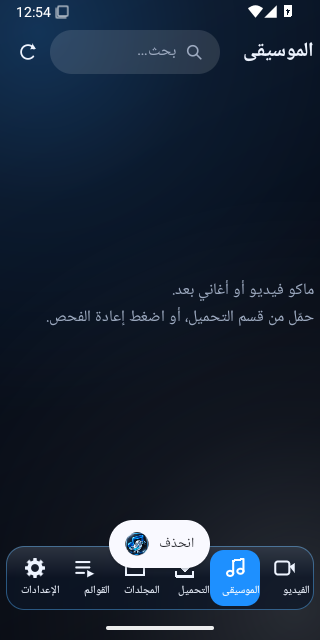 12:54
الموسيقى
بحث...
ماكو فيديو أو أغاني بعد.
حمّل من قسم التحميل، أو اضغط إعادة الفحص.
انحذف
الفيديو
الموسيقى
التحميل
المجلدات
القوائم
الإعدادات